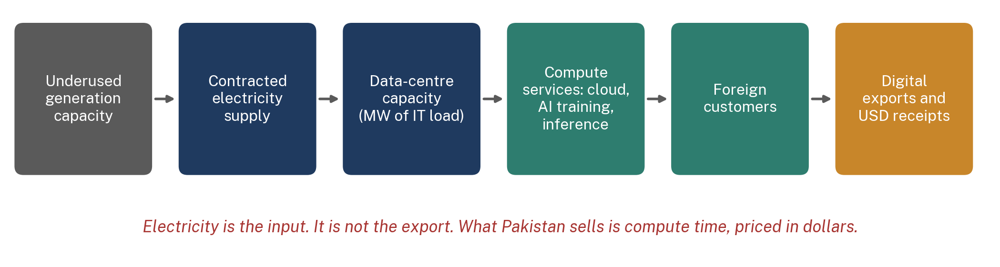 Underused
generation
capacity
Contracted
electricity
supply
Data-centre
capacity
(MW of IT load)
Compute
services: cloud,
AI training,
inference
Foreign
customers
Digital
exports and
USD receipts
Electricity is the input. It is not the export. What Pakistan sells is compute time, priced in dollars.